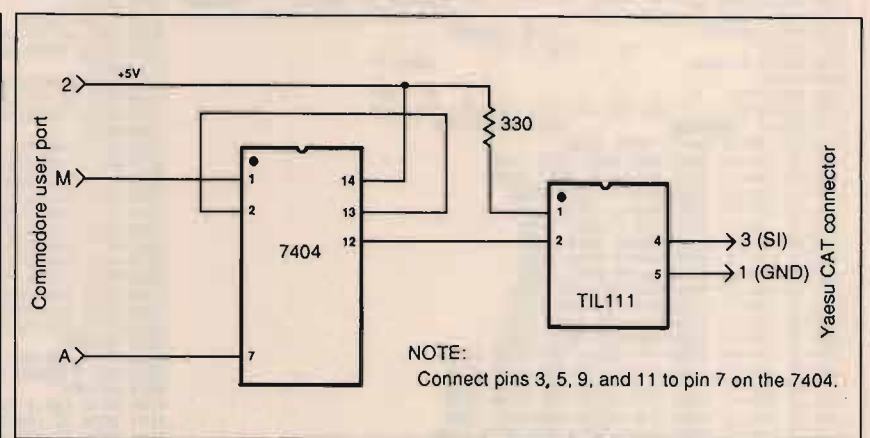 2
+5V
330
Commodore user port
M
1
14
1
2
13
2
12
7404
4
3 (SI)
5
1 (GND)
TIL111
Yaesu CAT connector
A
7
NOTE:
Connect pins 3, 5, 9, and 11 to pin 7 on the 7404.